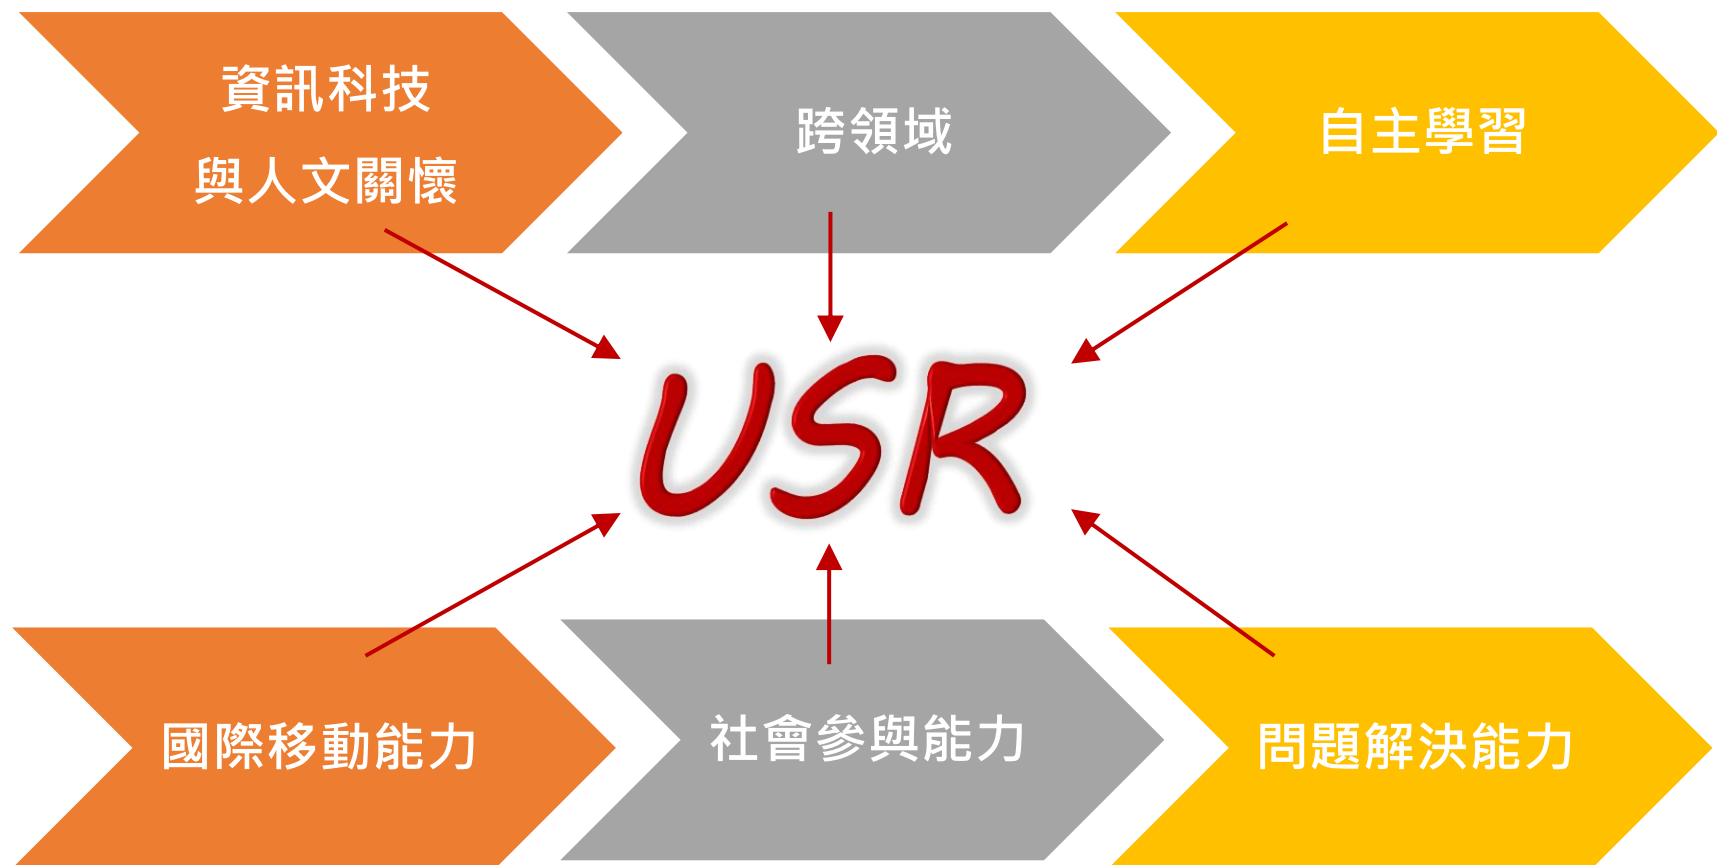 資訊科技
與人文關懷
跨領域
自主學習
USR
國際移動能力
社會參與能力
問題解決能力